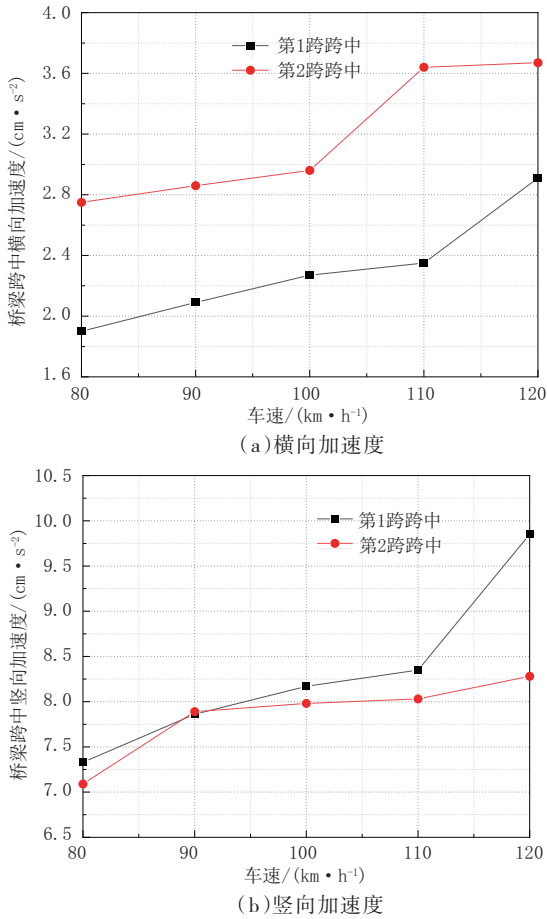 4.0
3.6
3.2
2.8
2.4
2.0
1.6
桥梁跨中横向加速度/(cm·s⁻²)
第1跨跨中
第2跨跨中
80 90 100 110 120
车速/(km·h⁻¹)
(a)横向加速度
10.5
10.0
9.5
9.0
8.5
8.0
7.5
7.0
6.5
桥梁跨中竖向加速度/(cm·s⁻²)
第1跨跨中
第2跨跨中
80 90 100 110 120
车速/(km·h⁻¹)
(b)竖向加速度